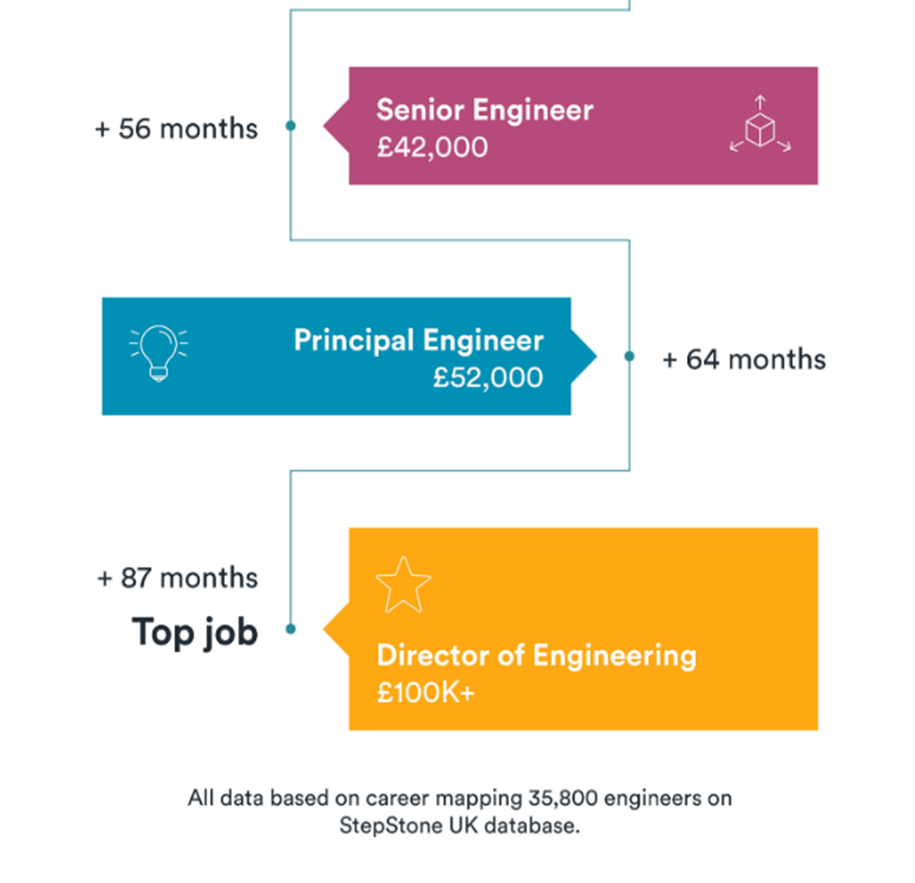 + 56 months
Senior Engineer
£42,000
Principal Engineer
£52,000
+ 64 months
+ 87 months
Top job
Director of Engineering
£100K+
All data based on career mapping 35,800 engineers on
StepStone UK database.